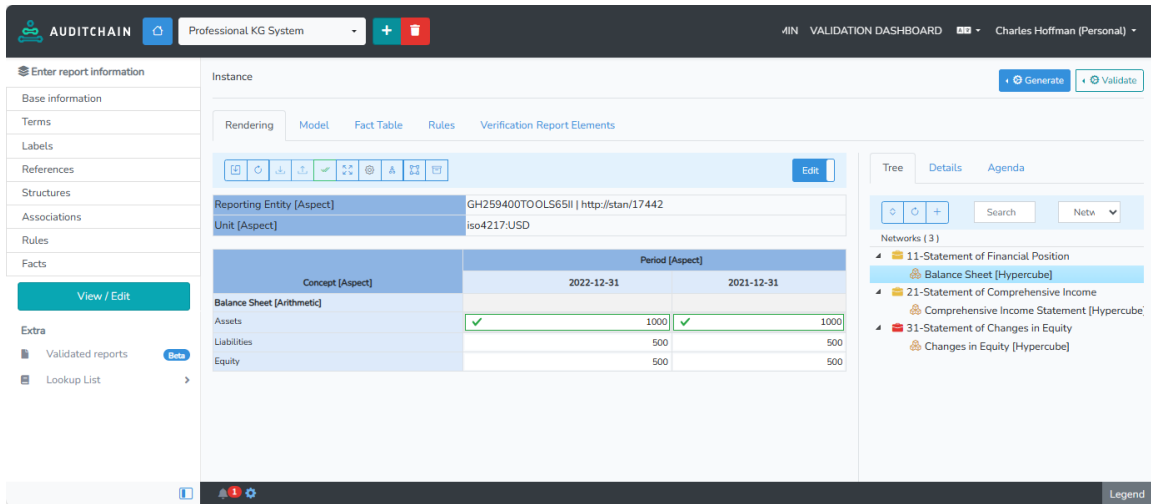 AUDITCHAIN
Professional KG System
VALIDATION DASHBOARD
Charles Hoffman (Personal)
Enter report information
Base information
Terms
Labels
References
Structures
Associations
Rules
Facts
View / Edit
Extra
Validated reports Beta
Lookup List
Instance
Generate Validate
Rendering Model Fact Table Rules Verification Report Elements
Edit
Reporting Entity [Aspect] GH259400TOOLS65II | http://stan/17442
Unit [Aspect] iso4217:USD
Period [Aspect]
Concept [Aspect] 2022-12-31 2021-12-31
Balance Sheet [Arithmetic]
Assets 1000 1000
Liabilities 500 500
Equity 500 500
Tree Details Agenda
Search Netw
Networks ( 3 )
11-Statement of Financial Position
Balance Sheet [Hypercube]
21-Statement of Comprehensive Income
Comprehensive Income Statement [Hypercube
31-Statement of Changes in Equity
Changes in Equity [Hypercube]
1
Legend